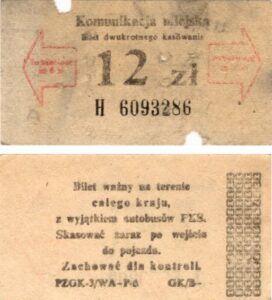 Komunikacja miejska
Bilet dwukrotnego kasowania
12 zł
H 6093286
Bilet ważny na terenie
całego kraju,
z wyjątkiem autobusów PKS.
Skasować zaraz po wejściu
do pojazdu.
Zachować dla kontroli.
PZGK-3/WA-P-6 GK/B-